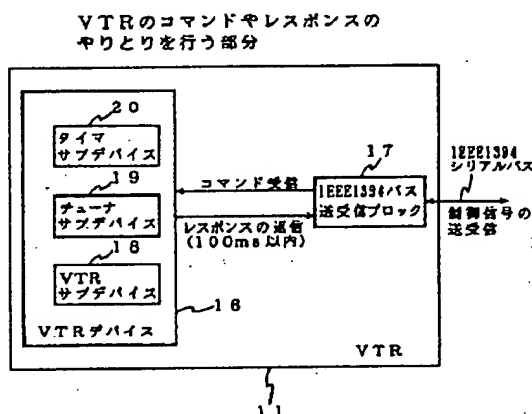 VTRのコマンドやレスポンスの
やりとりを行う部分
20
タイマ
サブデバイス
19
チューナ
サブデバイス
18
VTR
サブデバイス
VTRデバイス
16
コマンド受信
レスポンスの返信
(100ms以内)
17
IEEE1394バス
送受信ブロック
IEEE1394
シリアルバス
制御信号の
送受信
VTR
11